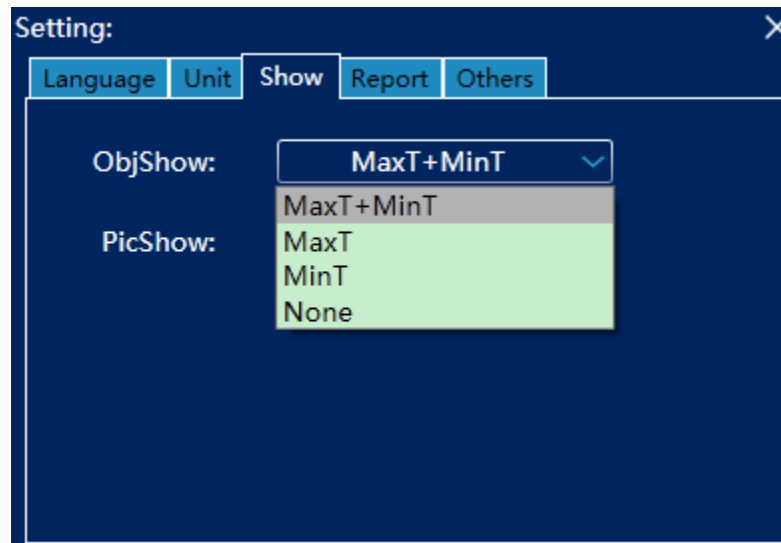 Setting:
Language Unit Show Report Others
ObjShow: MaxT+MinT
MaxT+MinT
PicShow: MaxT
MinT
None